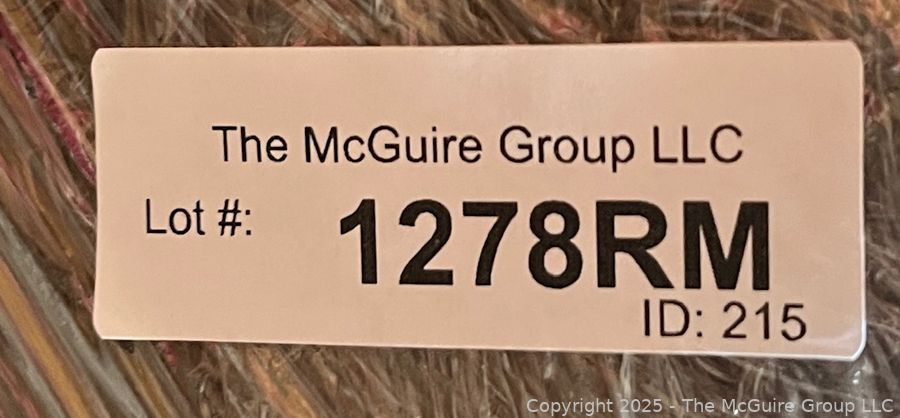 The McGuire Group LLC
Lot #: 1278RM
ID: 215
Copyright 2025 - The McGuire Group LLC